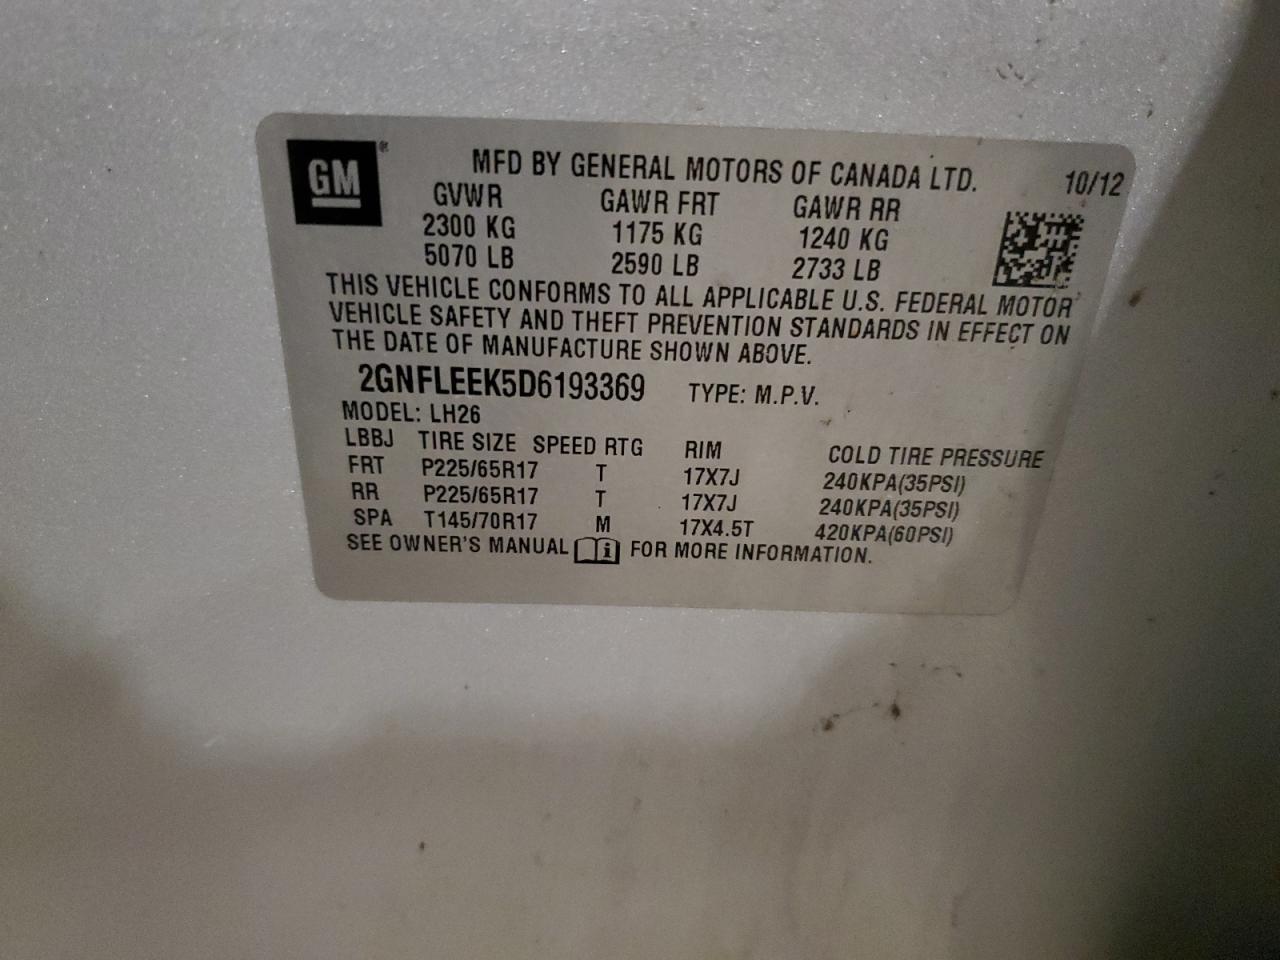 GM®
MFD BY GENERAL MOTORS OF CANADA LTD. 10/12
GVWR GAWR FRT GAWR RR
2300 KG 1175 KG 1240 KG
5070 LB 2590 LB 2733 LB
THIS VEHICLE CONFORMS TO ALL APPLICABLE U.S. FEDERAL MOTOR
VEHICLE SAFETY AND THEFT PREVENTION STANDARDS IN EFFECT ON
THE DATE OF MANUFACTURE SHOWN ABOVE.
2GNFLEEK5D6193369 TYPE: M.P.V.
MODEL: LH26
LBBJ TIRE SIZE SPEED RTG RIM COLD TIRE PRESSURE
FRT P225/65R17 T 17X7J 240KPA(35PSI)
RR P225/65R17 T 17X7J 240KPA(35PSI)
SPA T145/70R17 M 17X4.5T 420KPA(60PSI)
SEE OWNER'S MANUAL i FOR MORE INFORMATION.